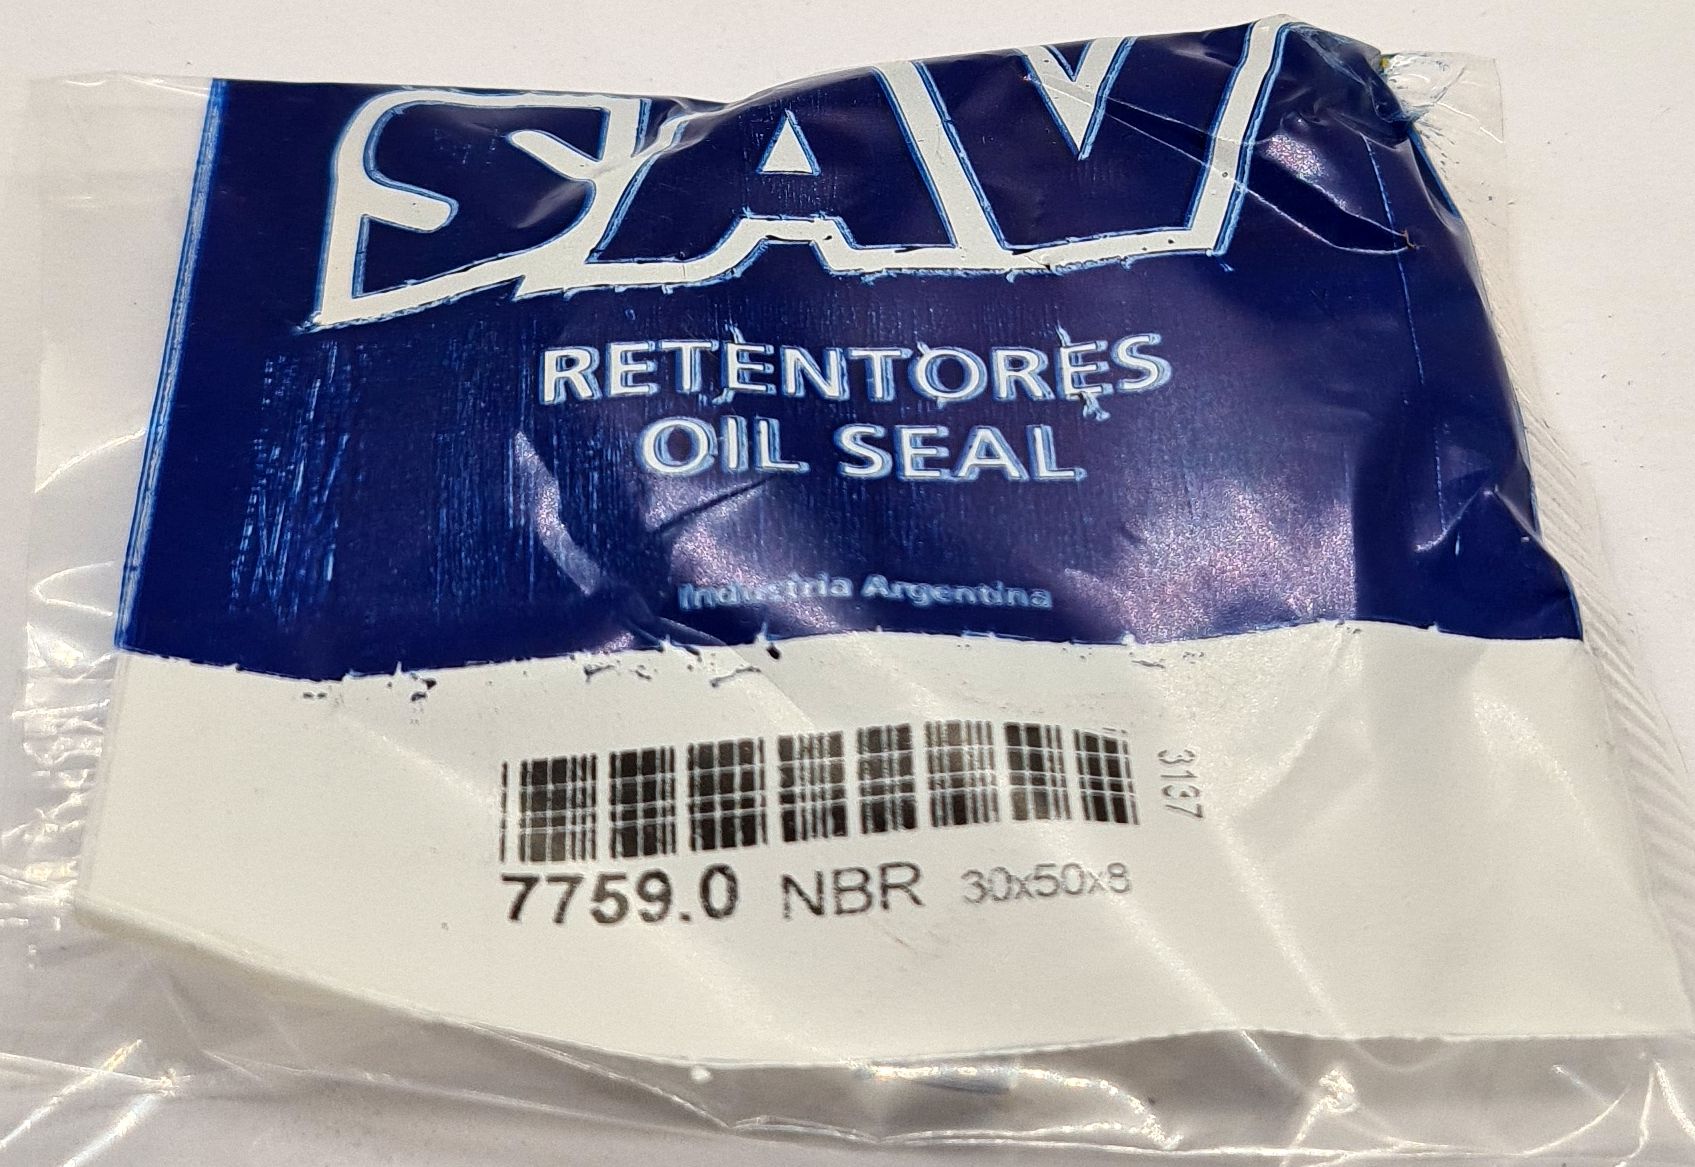 SAV
RETENTORES
OIL SEAL
Industria Argentina
3137
7759.0 NBR 30x50x8